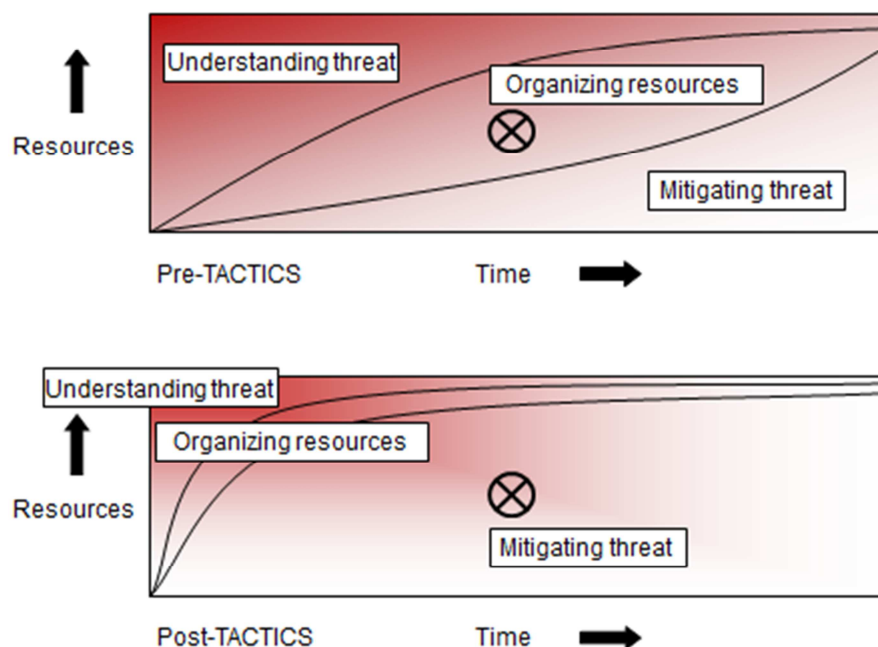 Understanding threat
Organizing resources
Resources
Mitigating threat
Pre-TACTICS
Time
Understanding threat
Organizing resources
Resources
Mitigating threat
Post-TACTICS
Time